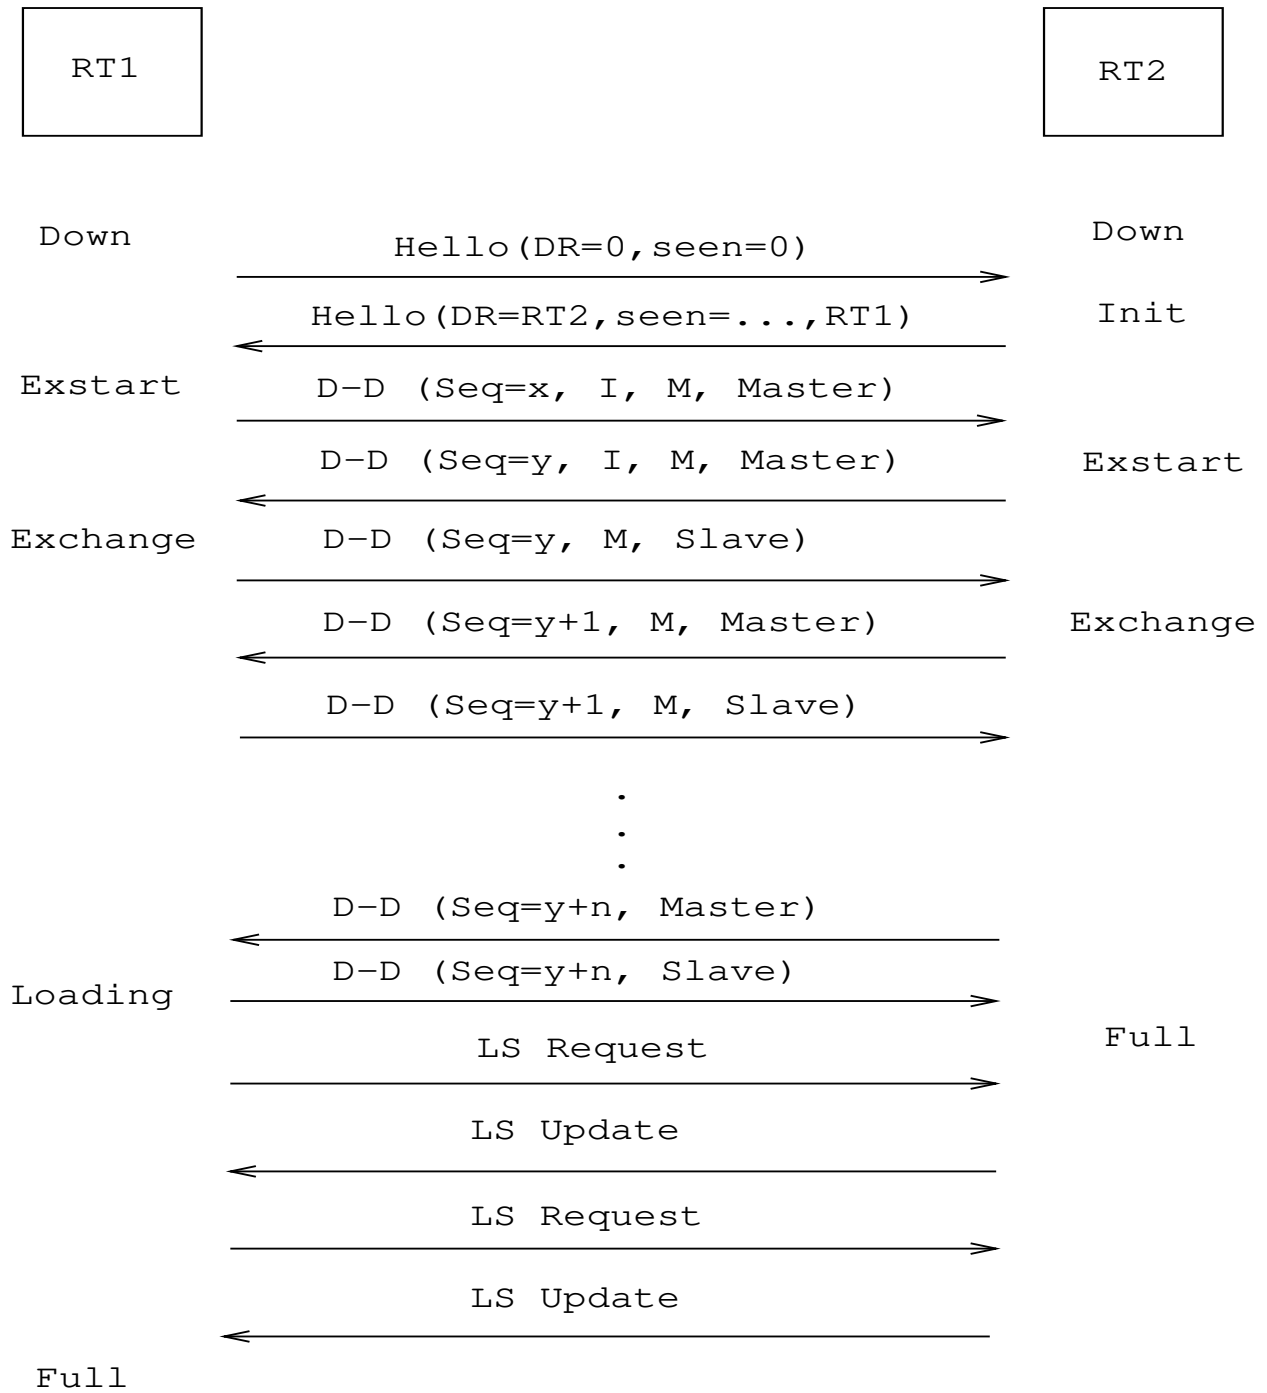 RT1
RT2
Down
Down
Hello(DR=0,seen=0)
Hello(DR=RT2,seen=...,RT1)
Init
Exstart
D-D (Seq=x, I, M, Master)
D-D (Seq=y, I, M, Master)
Exstart
Exchange
D-D (Seq=y, M, Slave)
D-D (Seq=y+1, M, Master)
Exchange
D-D (Seq=y+1, M, Slave)
.
.
.
D-D (Seq=y+n, Master)
D-D (Seq=y+n, Slave)
Loading
Full
LS Request
LS Update
LS Request
LS Update
Full